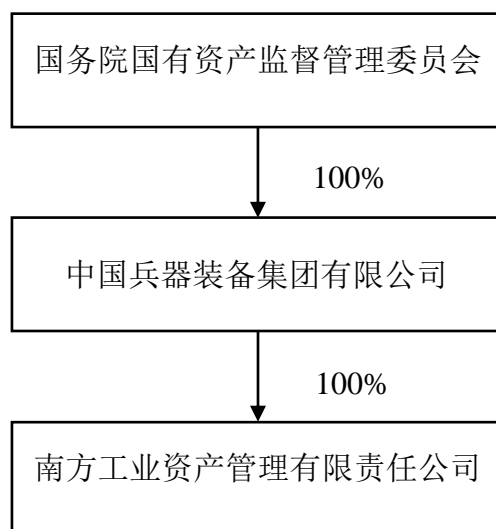 国务院国有资产监督管理委员会
100%
中国兵器装备集团有限公司
100%
南方工业资产管理有限责任公司